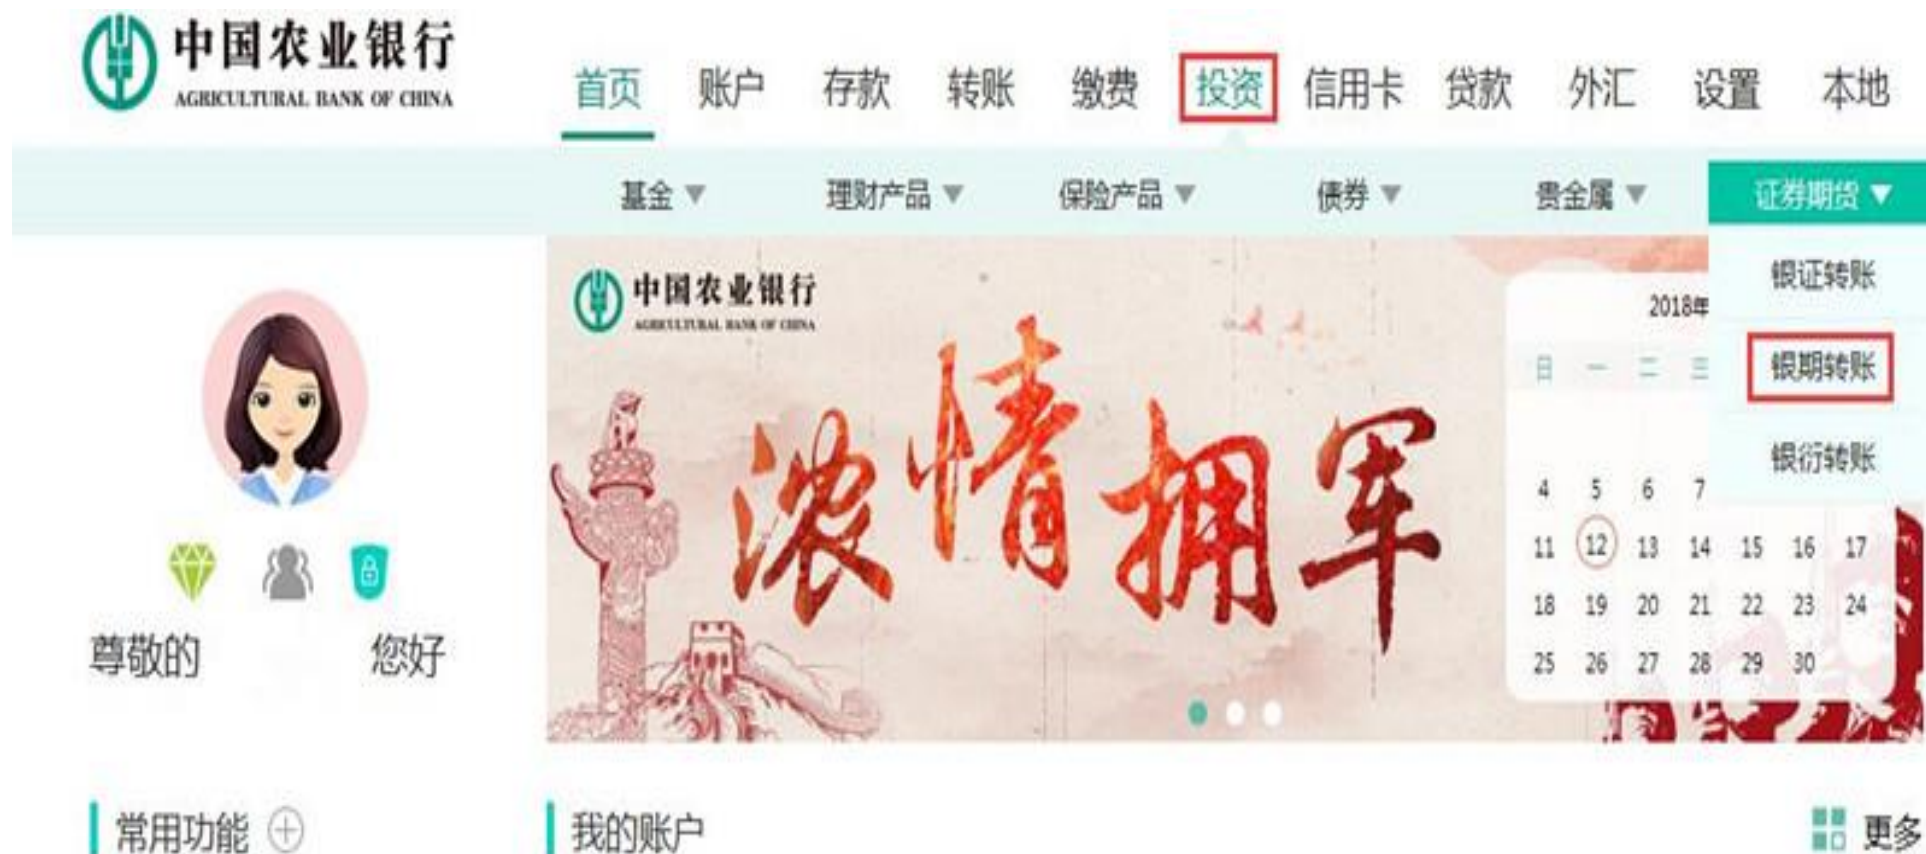 中国农业银行
AGRICULTURAL BANK OF CHINA
首页 账户 存款 转账 缴费 投资 信用卡 贷款 外汇 设置 本地
基金 ▼ 理财产品 ▼ 保险产品 ▼ 债券 ▼ 贵金属 ▼ 证券期货 ▼
银证转账
银期转账
银衍转账
中国农业银行
AGRICULTURAL BANK OF CHINA
浓情拥军
2018年
日 一 二 三
4 5 6 7
11 12 13 14 15 16 17
18 19 20 21 22 23 24
25 26 27 28 29 30
尊敬的 您好
常用功能
我的账户
更多